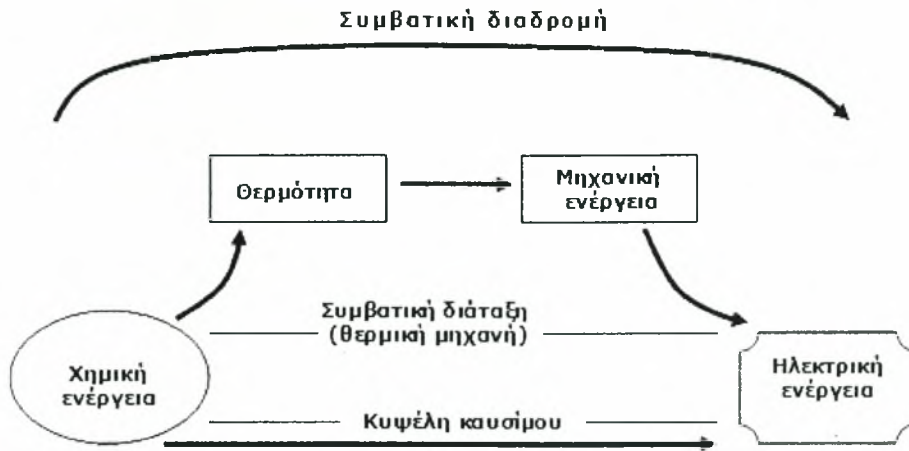 Συμβατική διαδρομή
Θερμότητα
Μηχανική
ενέργεια
Συμβατική διάταξη
(θερμική μηχανή)
Χημική
ενέργεια
Ηλεκτρική
ενέργεια
Κυψέλη καυσίμου